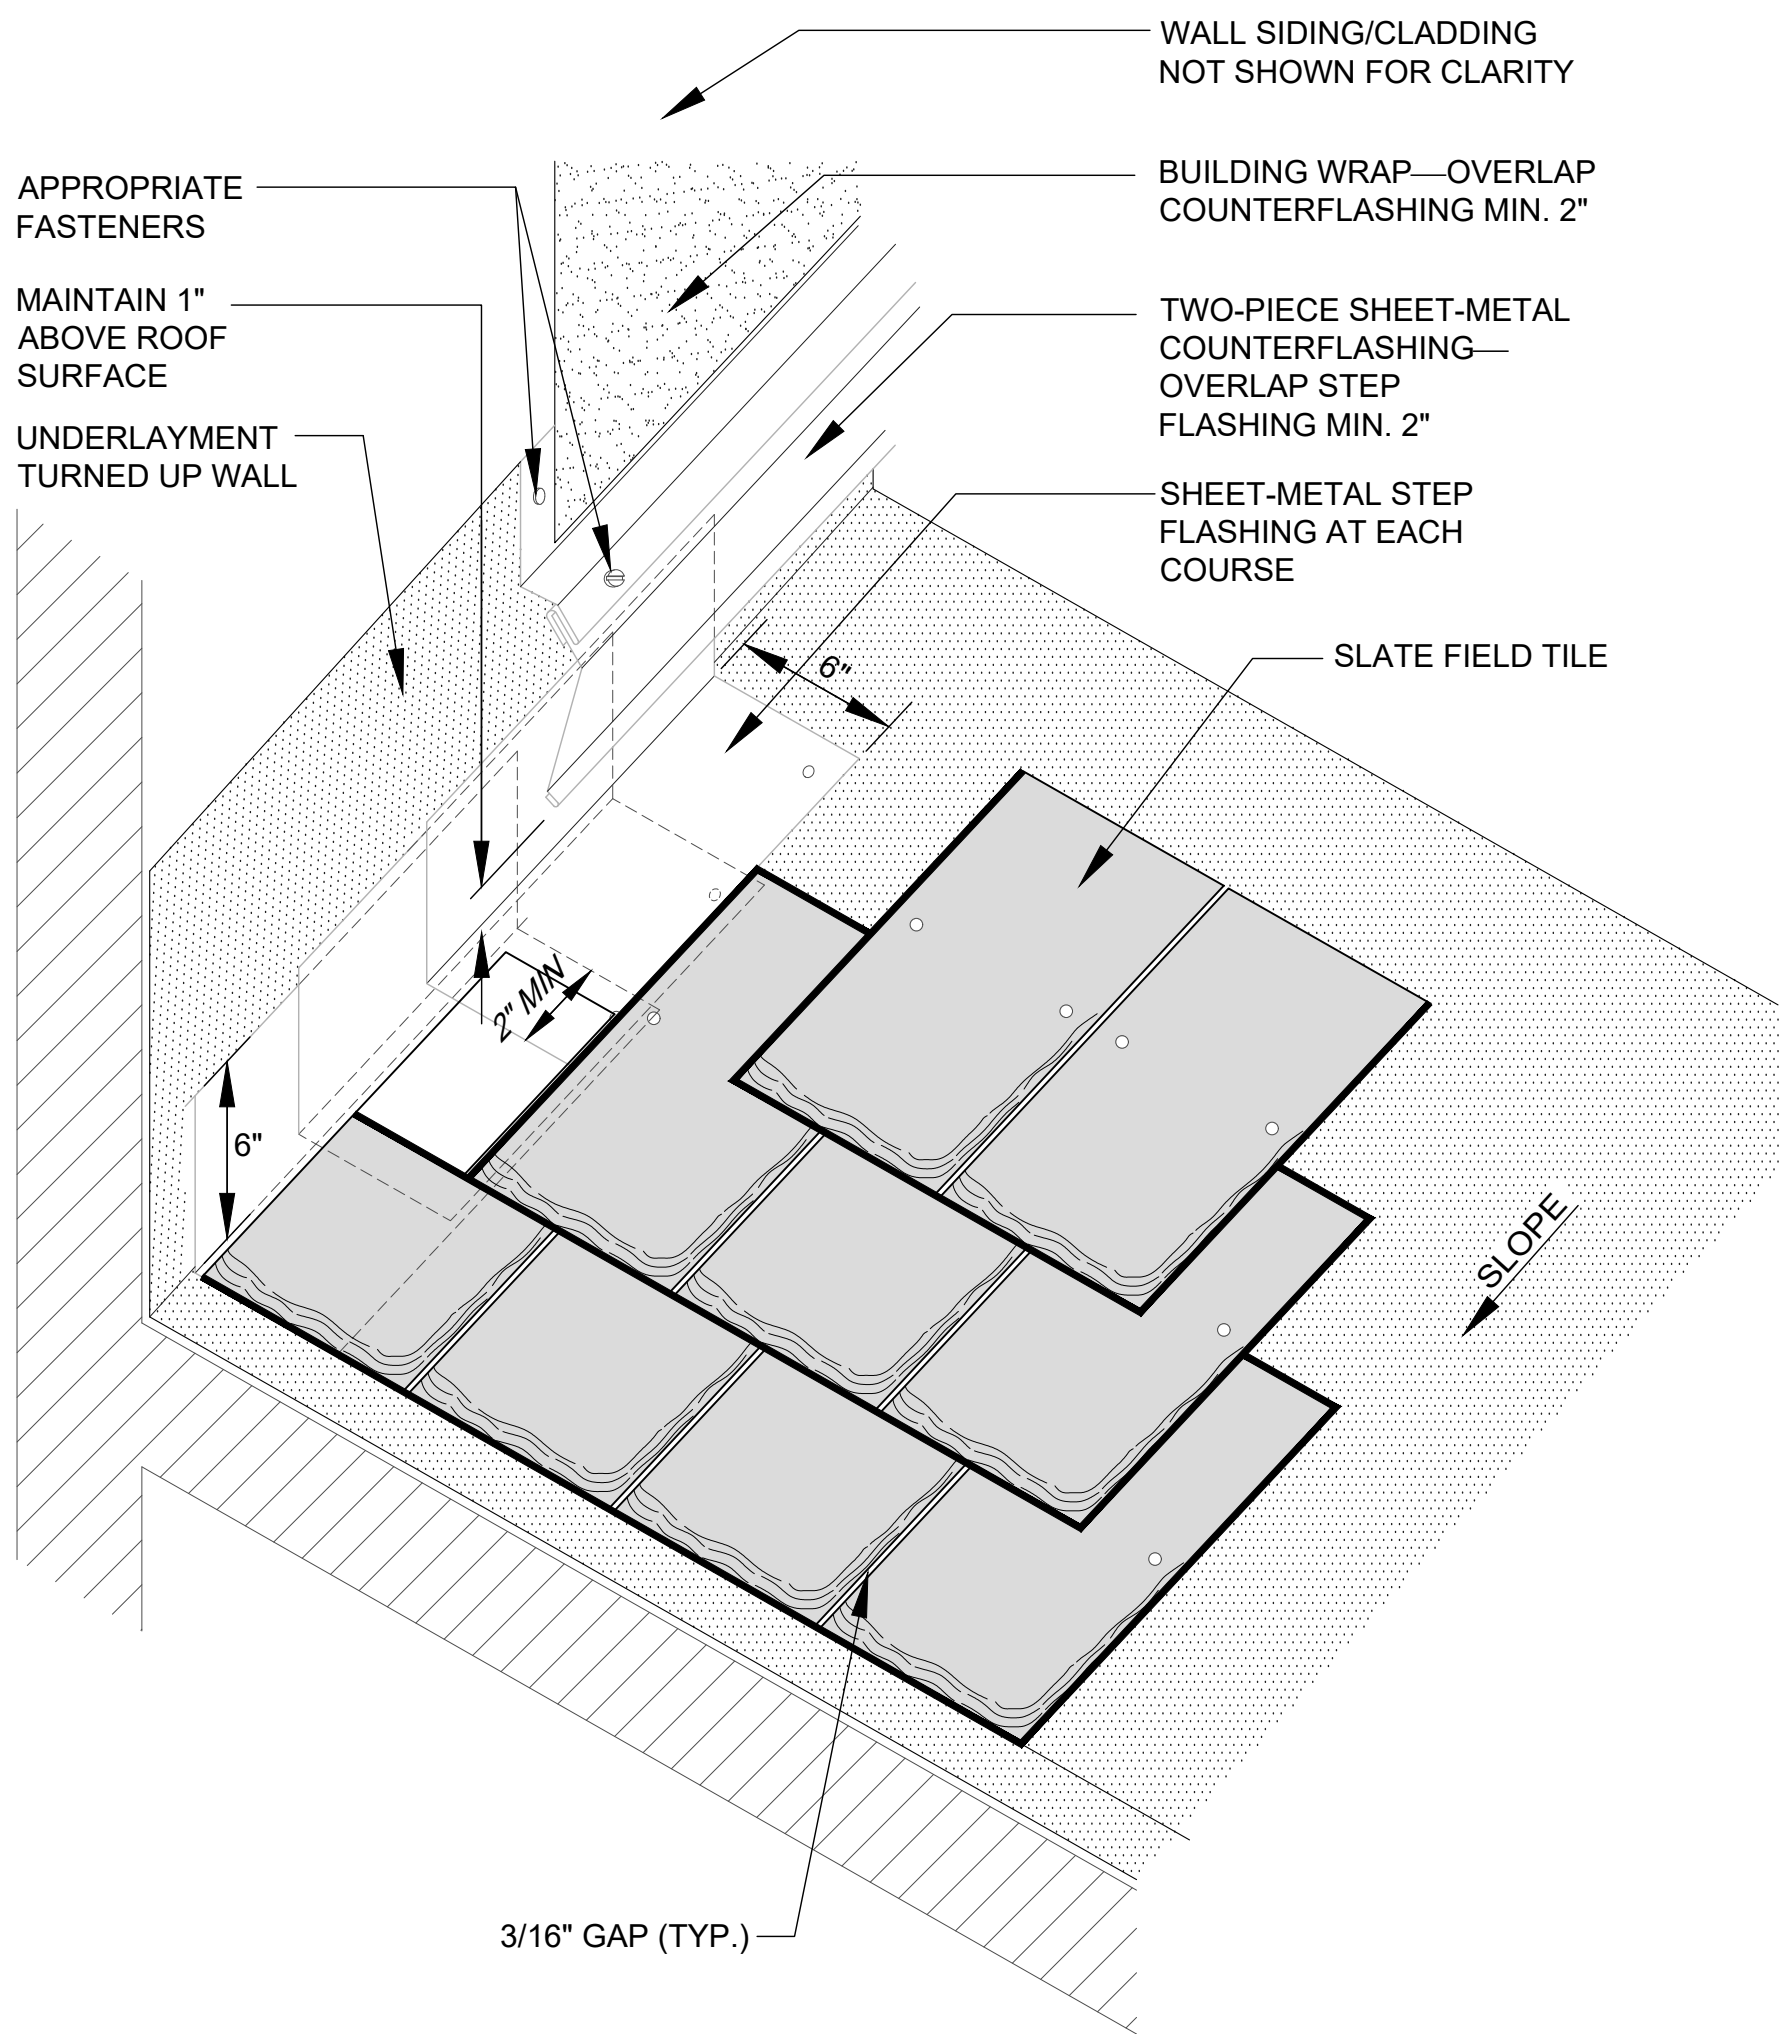 WALL SIDING/CLADDING
NOT SHOWN FOR CLARITY
APPROPRIATE
FASTENERS
BUILDING WRAP—OVERLAP
COUNTERFLASHING MIN. 2"
MAINTAIN 1"
ABOVE ROOF
SURFACE
TWO-PIECE SHEET-METAL
COUNTERFLASHING—
OVERLAP STEP
FLASHING MIN. 2"
UNDERLAYMENT
TURNED UP WALL
SHEET-METAL STEP
FLASHING AT EACH
COURSE
SLATE FIELD TILE
6"
2" MIN
6"
SLOPE
3/16" GAP (TYP.)